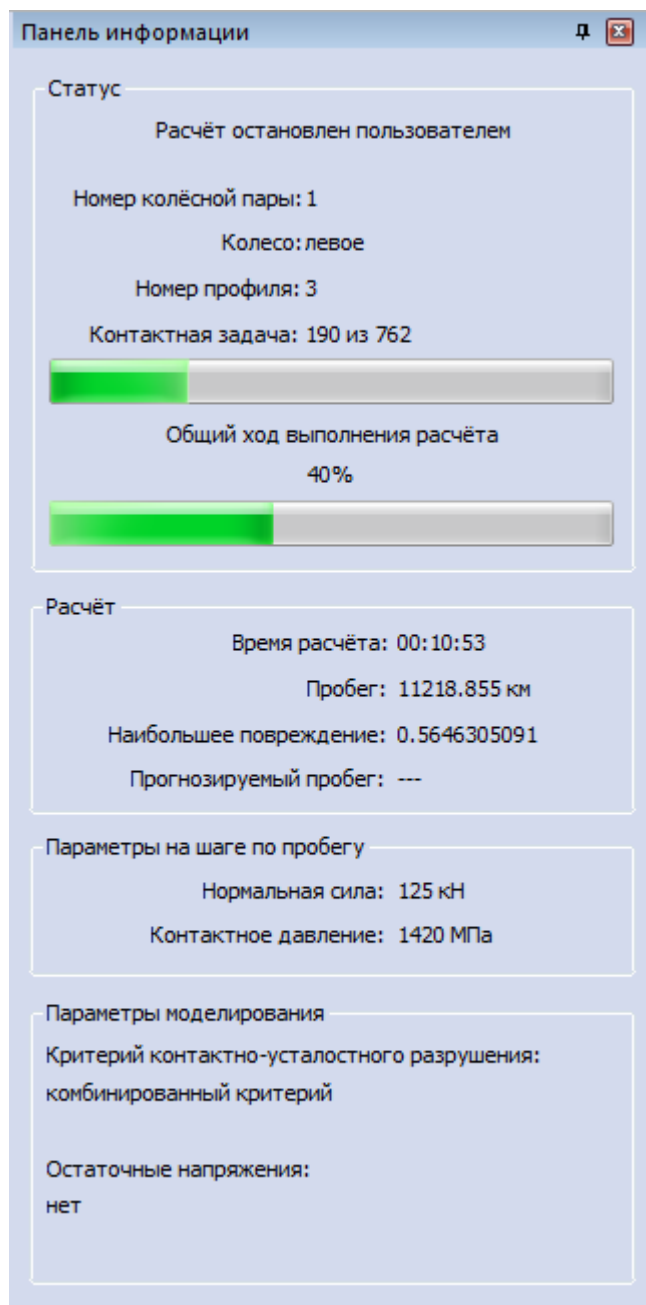 Панель информации
Статус
Расчёт остановлен пользователем
Номер колёсной пары: 1
Колесо: левое
Номер профиля: 3
Контактная задача: 190 из 762
Общий ход выполнения расчёта
40%
Расчёт
Время расчёта: 00:10:53
Пробег: 11218.855 км
Наибольшее повреждение: 0.5646305091
Прогнозируемый пробег: ---
Параметры на шаге по пробегу
Нормальная сила: 125 кН
Контактное давление: 1420 МПа
Параметры моделирования
Критерий контактно-усталостного разрушения:
комбинированный критерий
Остаточные напряжения:
нет